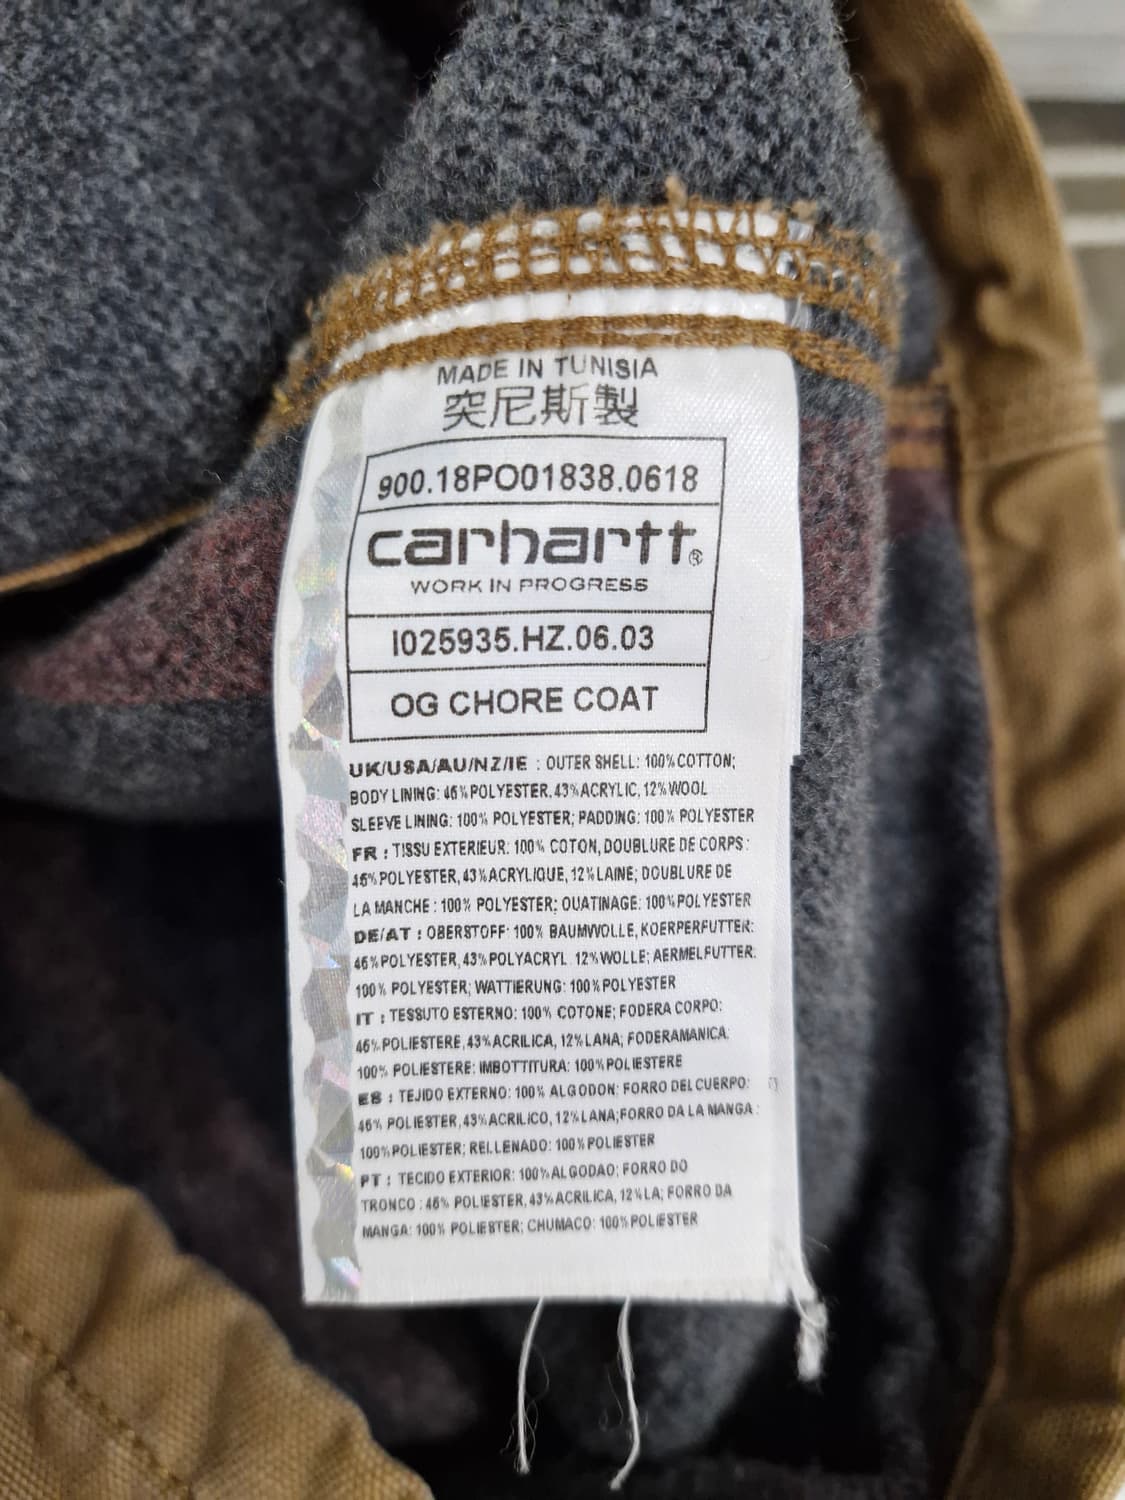 MADE IN TUNISIA
突尼斯製
900.18PO01838.0618
carhartt®
WORK IN PROGRESS
I025935.HZ.06.03
OG CHORE COAT
UK/USA/AU/NZ/IE : OUTER SHELL: 100% COTTON;
BODY LINING: 45% POLYESTER, 43% ACRYLIC, 12% WOOL
SLEEVE LINING: 100% POLYESTER; PADDING: 100% POLYESTER
FR : TISSU EXTERIEUR: 100% COTON, DOUBLURE DE CORPS:
45% POLYESTER, 43% ACRYLIQUE, 12% LAINE; DOUBLURE DE
LA MANCHE : 100% POLYESTER; OUATINAGE: 100% POLYESTER
DE/AT : OBERSTOFF: 100% BAUMWOLLE, KOERPERFUTTER:
45% POLYESTER, 43% POLYACRYL. 12% WOLLE; AERMELFUTTER:
100% POLYESTER; WATTIERUNG: 100% POLYESTER
IT : TESSUTO ESTERNO: 100% COTONE; FODERA CORPO:
45% POLIESTERE, 43% ACRILICA, 12% LANA; FODERAMANICA:
100% POLIESTERE: IMBOTTITURA: 100% POLIESTERE
ES : TEJIDO EXTERNO: 100% ALGODON: FORRO DEL CUERPO:
45% POLIESTER, 43% ACRILICO, 12% LANA; FORRO DA LA MANGA :
100% POLIESTER; RELLENADO: 100% POLIESTER
PT : TECIDO EXTERIOR: 100% ALGODAO; FORRO DO
TRONCO : 45% POLIESTER, 43% ACRILICA, 12% LA; FORRO DA
MANGA: 100% POLIESTER; CHUMACO: 100% POLIESTER